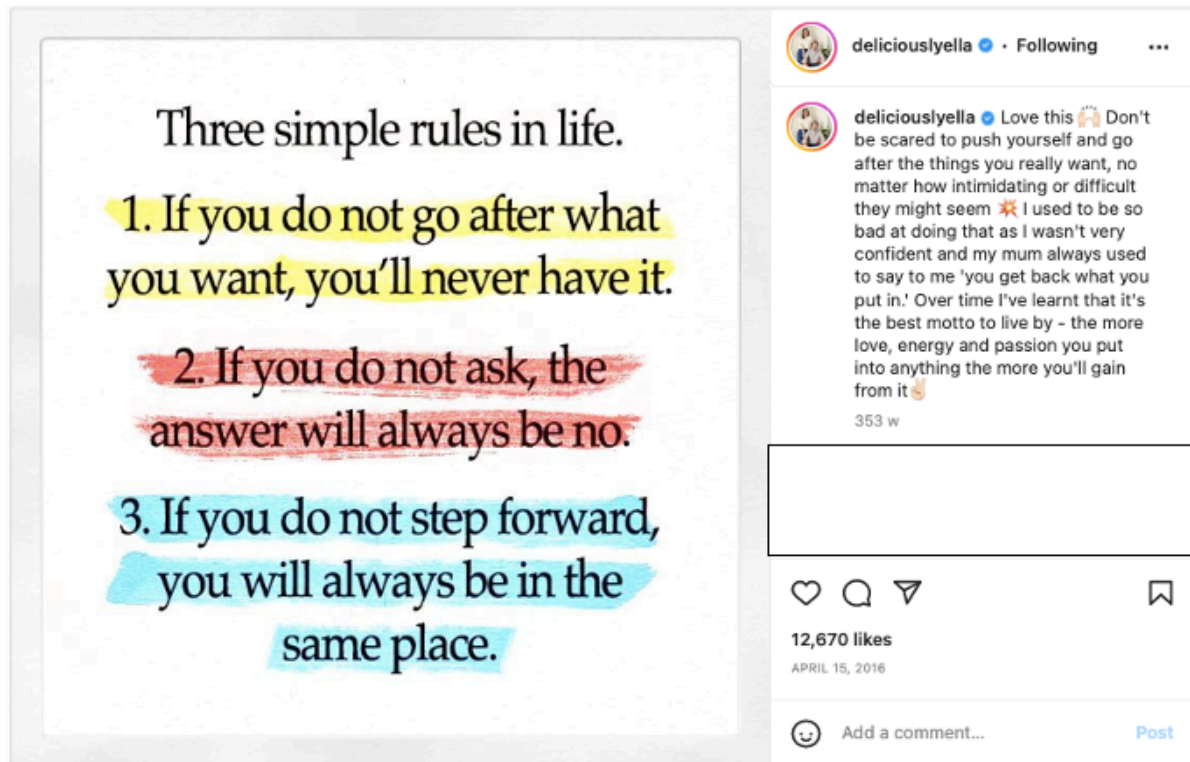 Three simple rules in life.
1. If you do not go after what
you want, you'll never have it.
2. If you do not ask, the
answer will always be no.
3. If you do not step forward,
you will always be in the
same place.
deliciouslyella • Following
deliciouslyella Love this 🙌🏻 Don't
be scared to push yourself and go
after the things you really want, no
matter how intimidating or difficult
they might seem 💥 I used to be so
bad at doing that as I wasn't very
confident and my mum always used
to say to me 'you get back what you
put in.' Over time I've learnt that it's
the best motto to live by - the more
love, energy and passion you put
into anything the more you'll gain
from it✌🏻
353 w
12,670 likes
APRIL 15, 2016
Add a comment...
Post